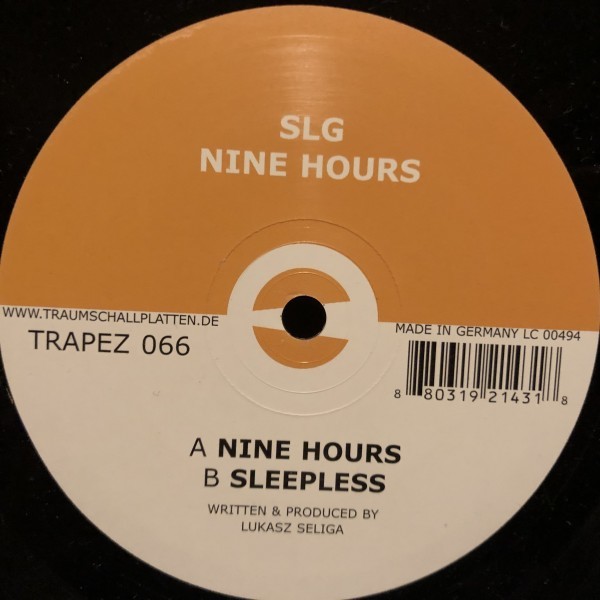 SLG
NINE HOURS
WWW.TRAUMSCHALLPLATTEN.DE
TRAPEZ 066
MADE IN GERMANY LC 00494
8 80319 21431 8
A NINE HOURS
B SLEEPLESS
WRITTEN & PRODUCED BY
LUKASZ SELIGA